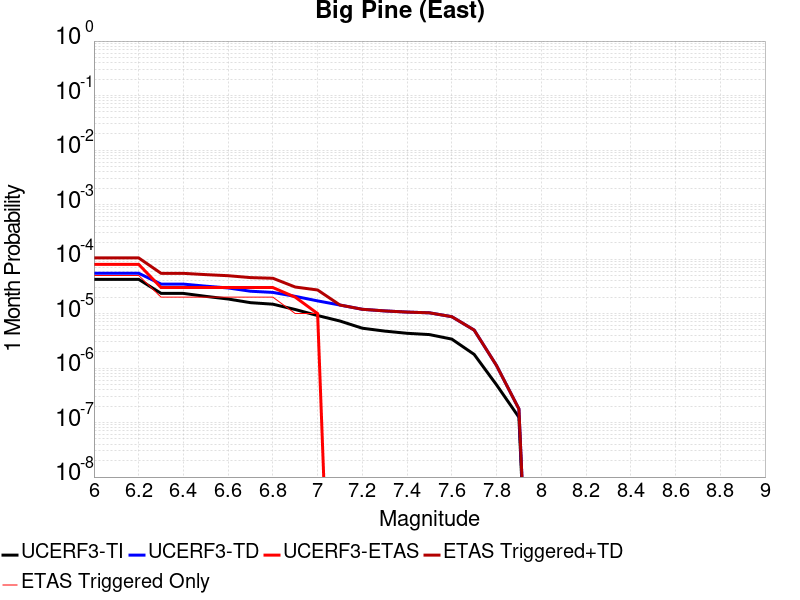 Big Pine (East)
10^0
10^-1
10^-2
10^-3
10^-4
10^-5
10^-6
10^-7
10^-8
1 Month Probability
6 6.2 6.4 6.6 6.8 7 7.2 7.4 7.6 7.8 8 8.2 8.4 8.6 8.8 9
Magnitude
UCERF3-TI UCERF3-TD UCERF3-ETAS ETAS Triggered+TD
ETAS Triggered Only